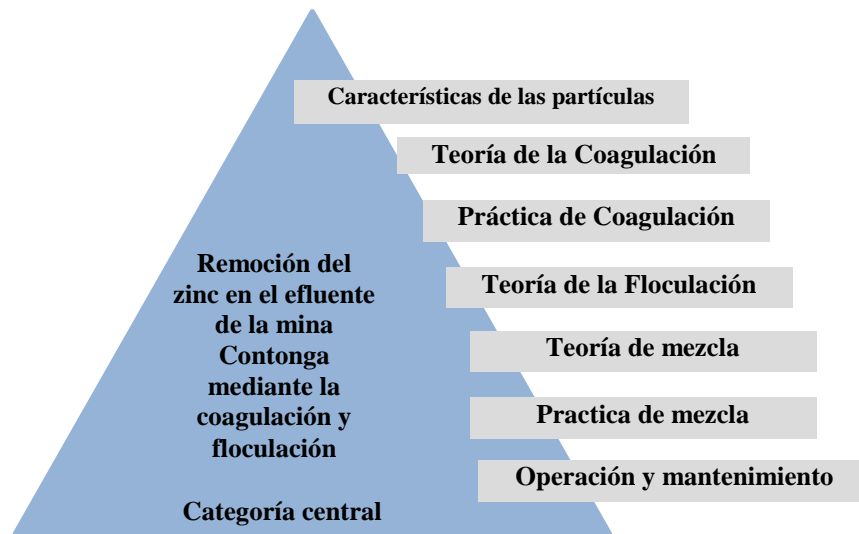 Características de las partículas
Teoría de la Coagulación
Práctica de Coagulación
Teoría de la Floculación
Teoría de mezcla
Practica de mezcla
Operación y mantenimiento
Remoción del
zinc en el efluente
de la mina
Contonga
mediante la
coagulación y
floculación
Categoría central